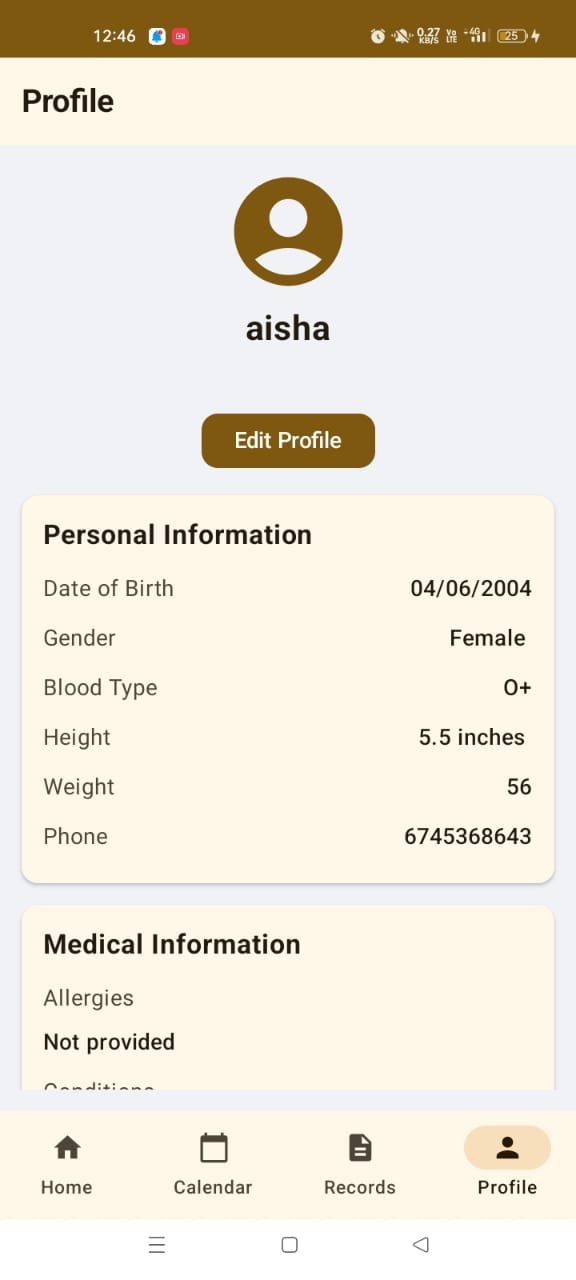 12:46 0.27 KB/S Vo LTE 4G 25
Profile
aisha
Edit Profile
Personal Information
Date of Birth 04/06/2004
Gender Female
Blood Type O+
Height 5.5 inches
Weight 56
Phone 6745368643
Medical Information
Allergies
Not provided
Conditions
Home Calendar Records Profile